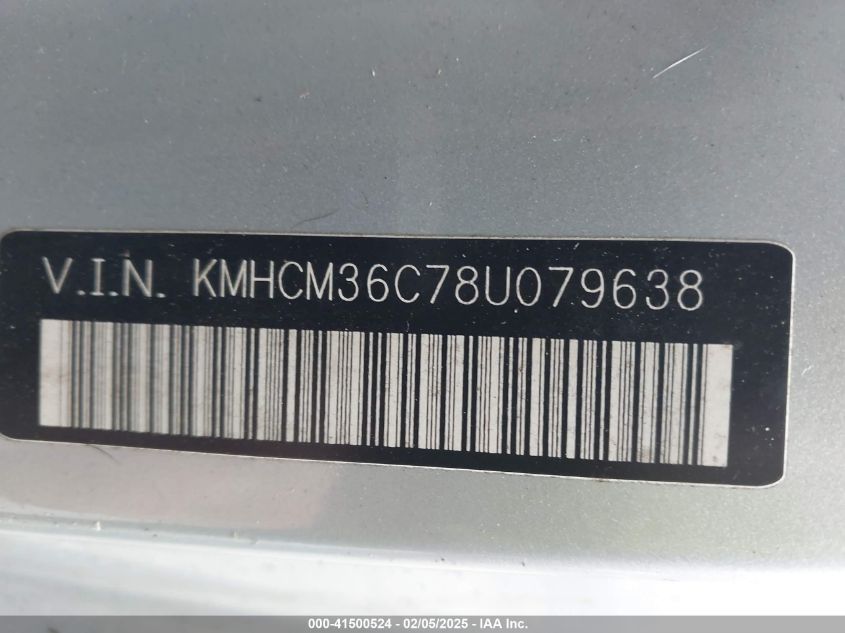 V.I.N. KMHCM36C78U079638
000-41500524 - 02/05/2025 - IAA Inc.